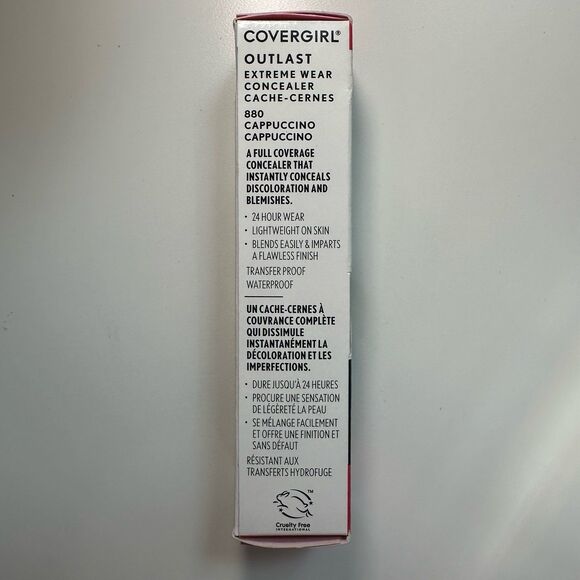 COVERGIRL®
OUTLAST
EXTREME WEAR
CONCEALER
CACHE-CERNES
880
CAPPUCCINO
CAPPUCCINO
A FULL COVERAGE
CONCEALER THAT
INSTANTLY CONCEALS
DISCOLORATION AND
BLEMISHES.
• 24 HOUR WEAR
• LIGHTWEIGHT ON SKIN
• BLENDS EASILY & IMPARTS
A FLAWLESS FINISH
TRANSFER PROOF
WATERPROOF
UN CACHE-CERNES À
COUVRANCE COMPLÈTE
QUI DISSIMULE
INSTANTANÉMENT LA
DÉCOLORATION ET LES
IMPERFECTIONS.
• DURE JUSQU'À 24 HEURES
• PROCURE UNE SENSATION
DE LÉGÈRETÉ LA PEAU
• SE MÉLANGE FACILEMENT
ET OFFRE UNE FINITION ET
SANS DÉFAUT
RÉSISTANT AUX
TRANSFERTS HYDROFUGE
TM
Cruelty Free
INTERNATIONAL